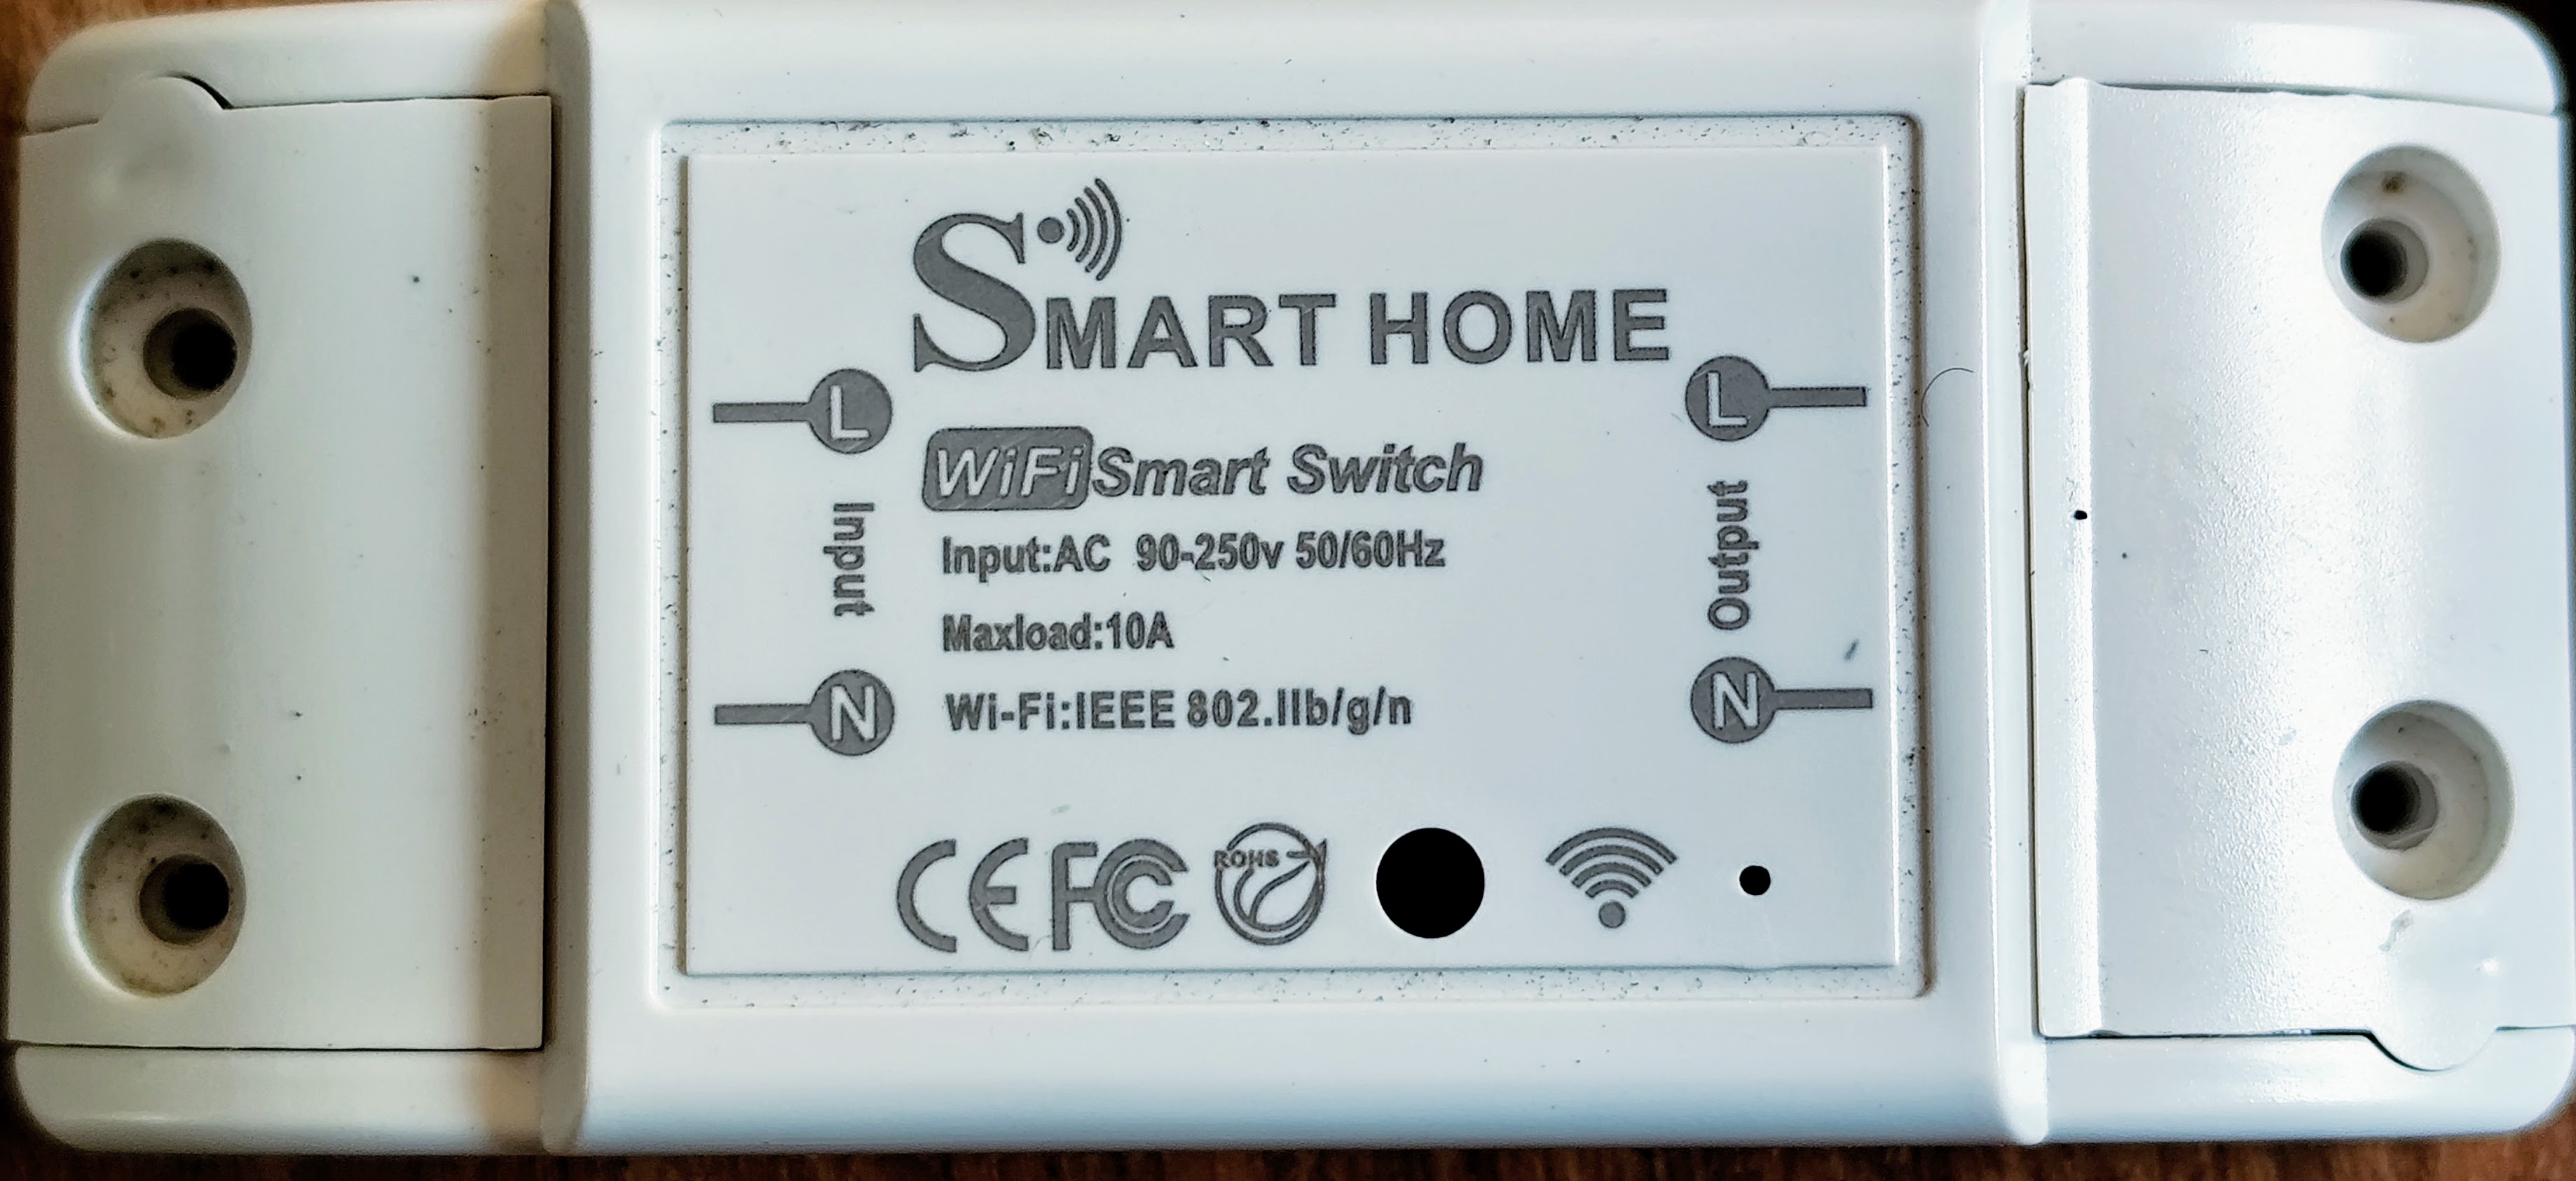 SMART HOME
L
L
WiFi Smart Switch
Input
Output
Input:AC 90-250v 50/60Hz
Maxload:10A
N
N
Wi-Fi:IEEE 802.IIb/g/n
CE FC ROHS